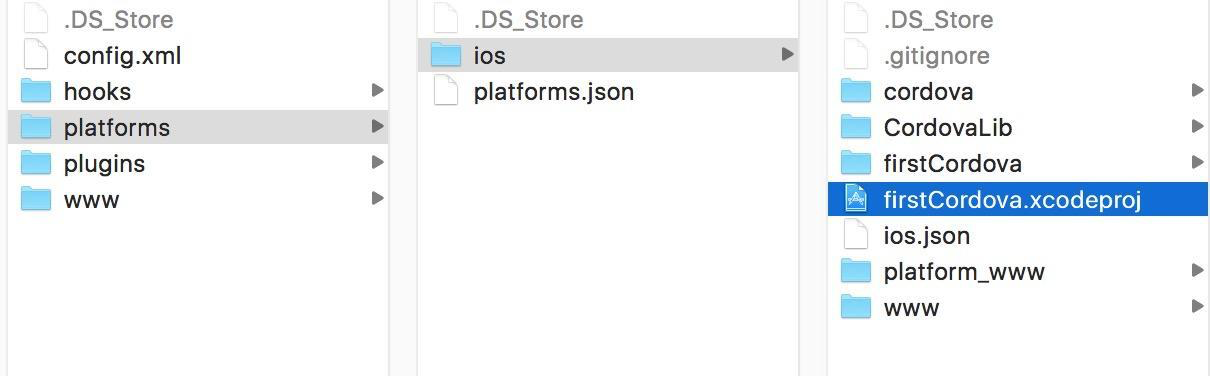 .DS_Store
config.xml
hooks
platforms
plugins
www
.DS_Store
ios
platforms.json
.DS_Store
.gitignore
cordova
CordovaLib
firstCordova
firstCordova.xcodeproj
ios.json
platform_www
www